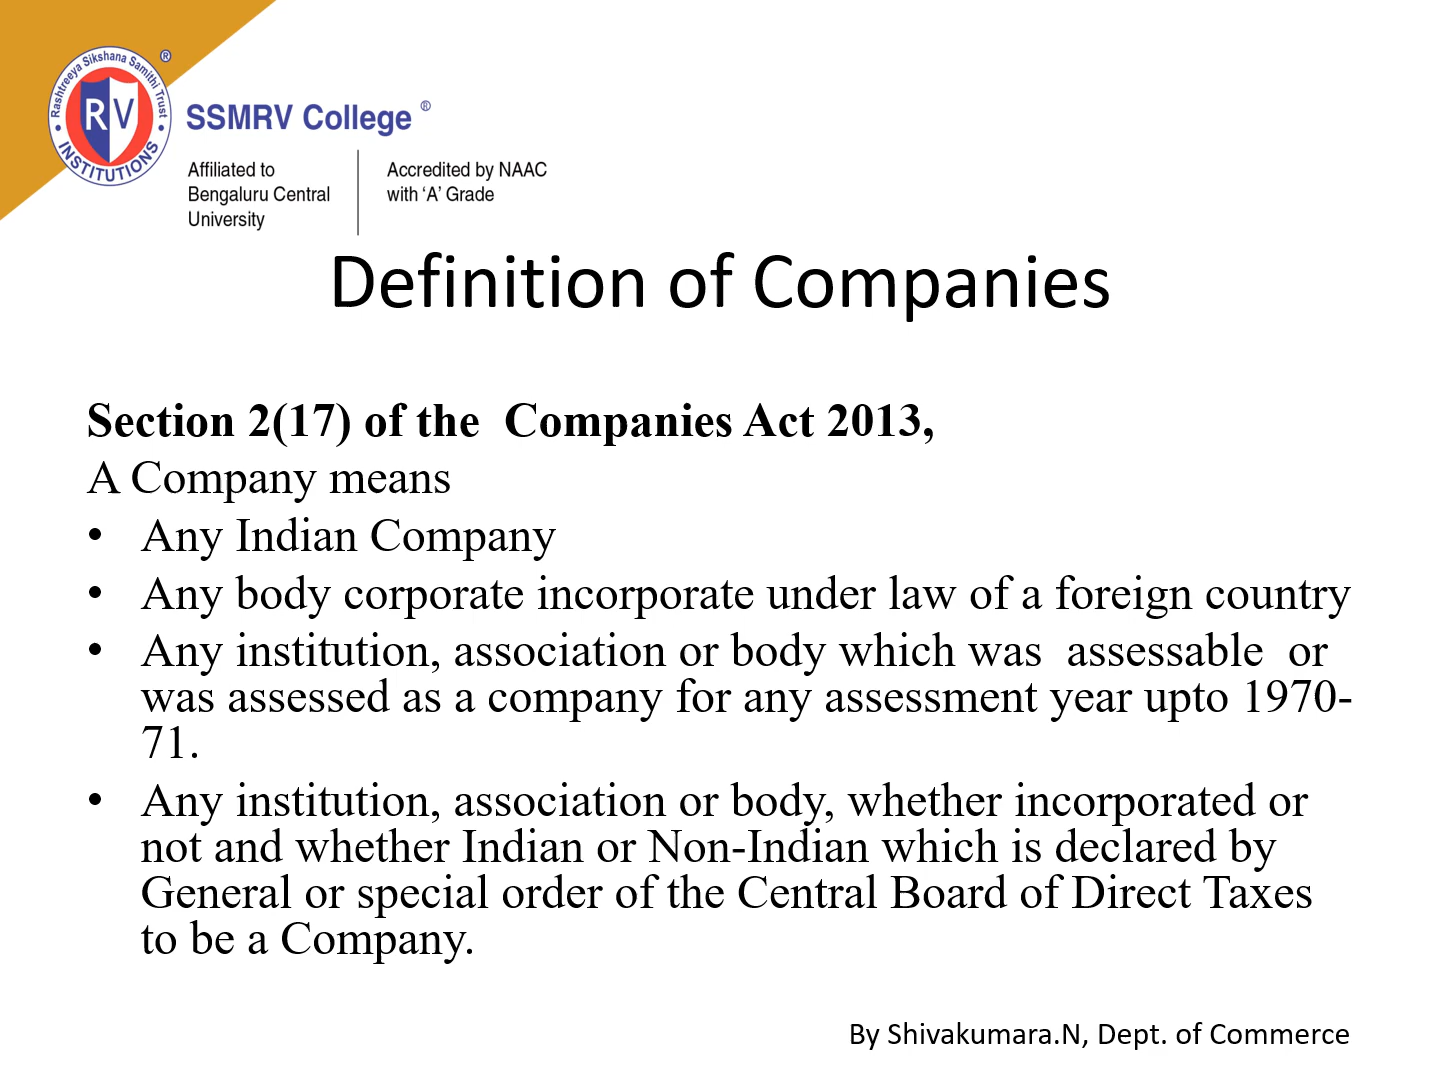 Rashtreeya Sikshana Samithi Trust
®
RV
INSTITUTIONS
SSMRV College ®
Affiliated to
Bengaluru Central
University
Accredited by NAAC
with ‘A’ Grade
Definition of Companies
Section 2(17) of the  Companies Act 2013,
A Company means
• Any Indian Company
• Any body corporate incorporate under law of a foreign country
• Any institution, association or body which was  assessable  or
was assessed as a company for any assessment year upto 1970-
71.
• Any institution, association or body, whether incorporated or
not and whether Indian or Non-Indian which is declared by
General or special order of the Central Board of Direct Taxes
to be a Company.
By Shivakumara.N, Dept. of Commerce